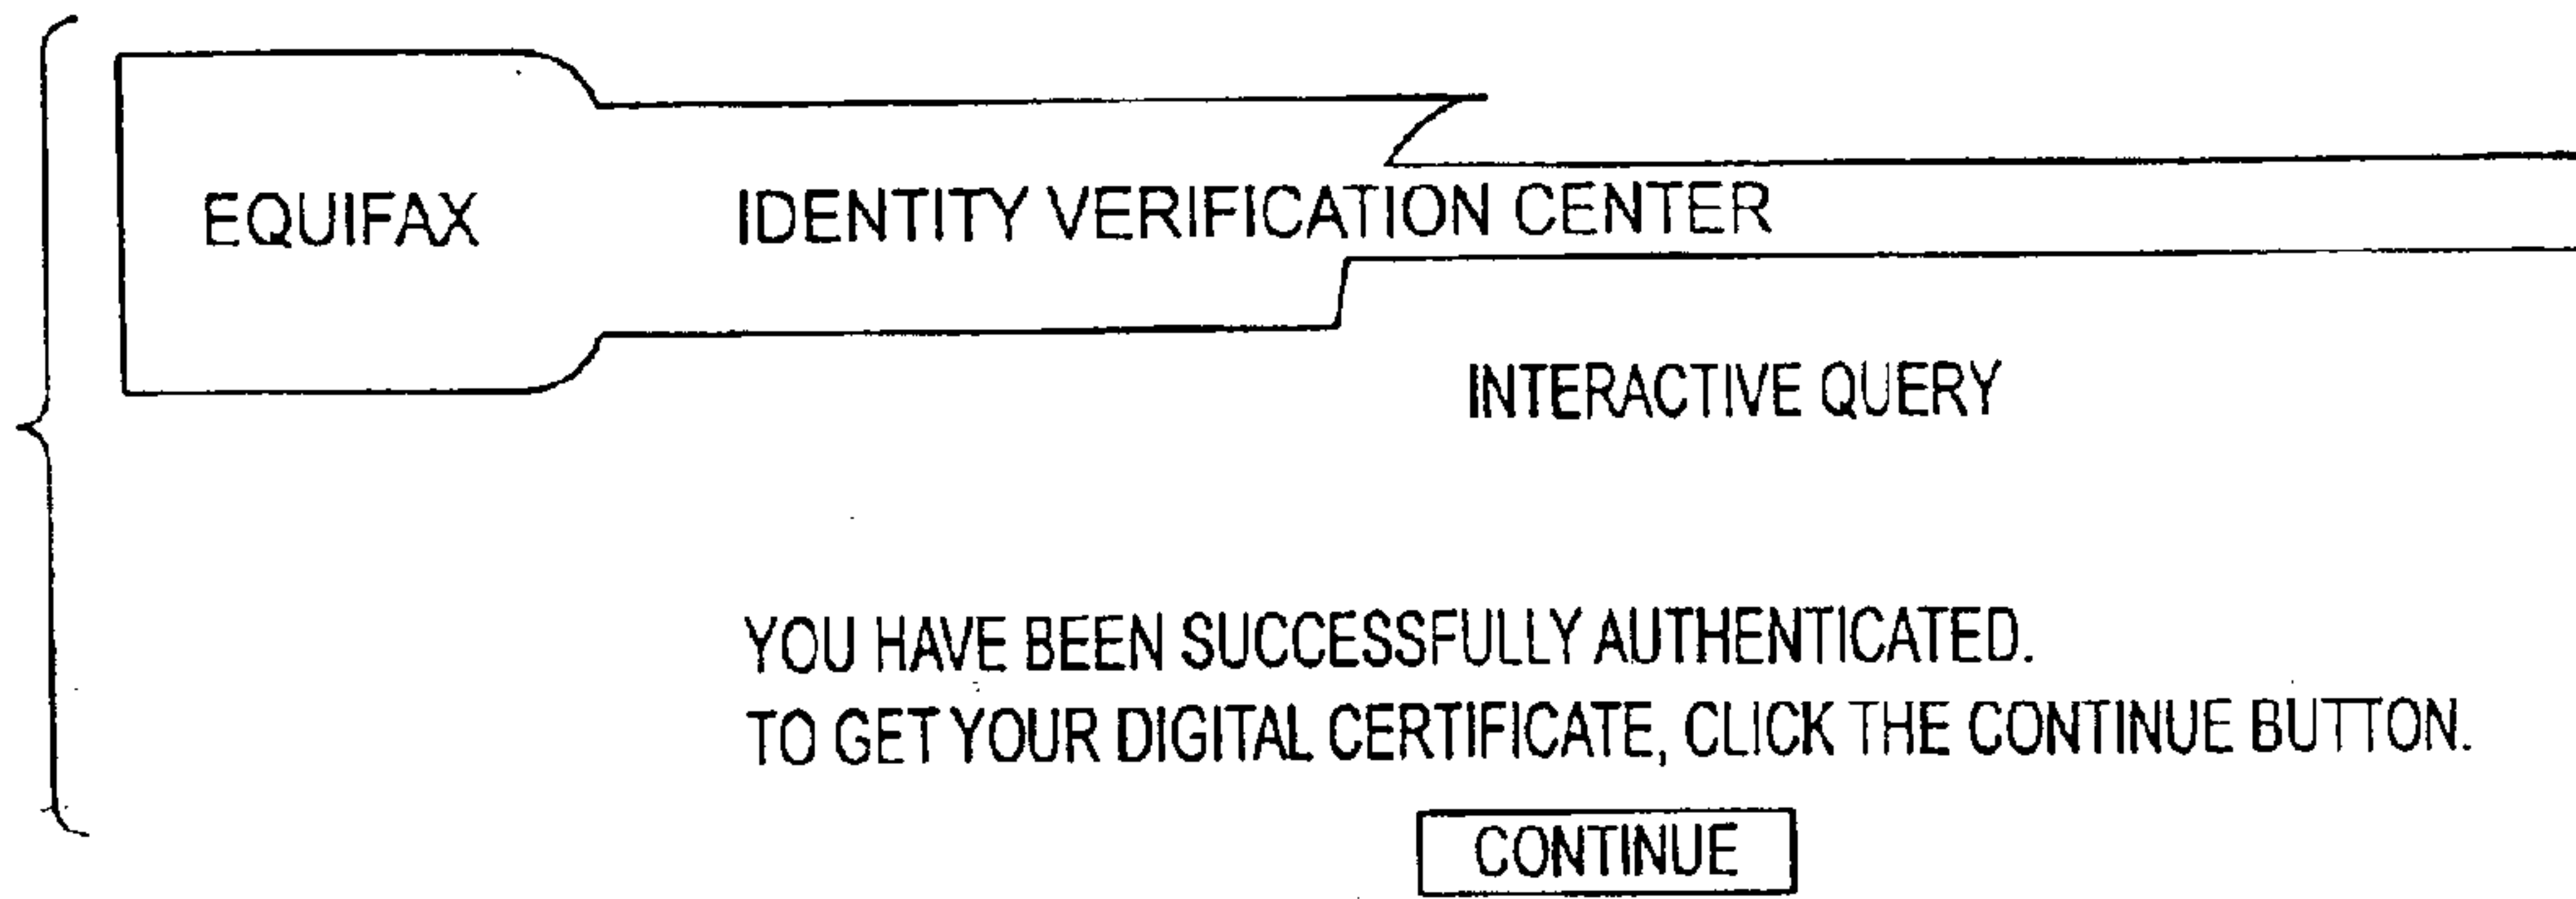 EQUIFAX IDENTITY VERIFICATION CENTER
INTERACTIVE QUERY
YOU HAVE BEEN SUCCESSFULLY AUTHENTICATED.
TO GET YOUR DIGITAL CERTIFICATE, CLICK THE CONTINUE BUTTON.
CONTINUE